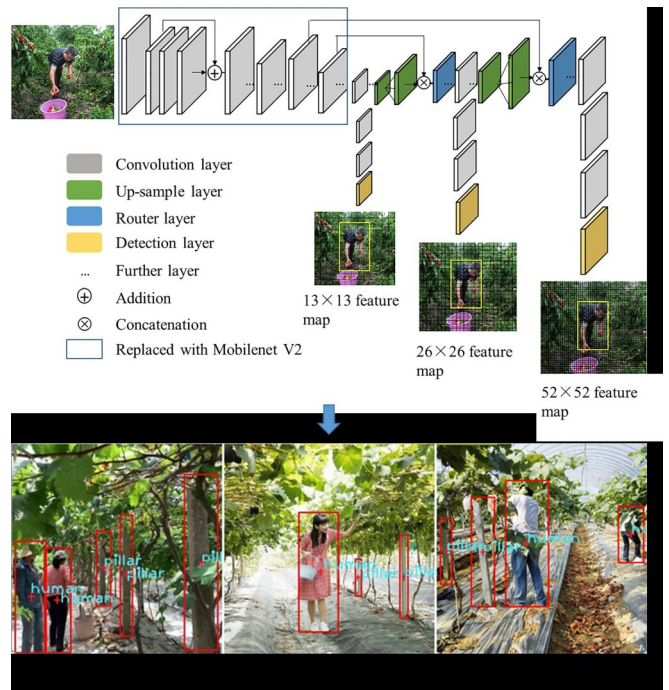 ...
...
...
...
...
...
...
Convolution layer
Up-sample layer
Router layer
Detection layer
... Further layer
+ Addition
⊗ Concatenation
Replaced with Mobilenet V2
13×13 feature
map
26×26 feature
map
52×52 feature
map
human
human
pillar
pillar
pil
human
pillar
pi
pillar
pillar
human
h